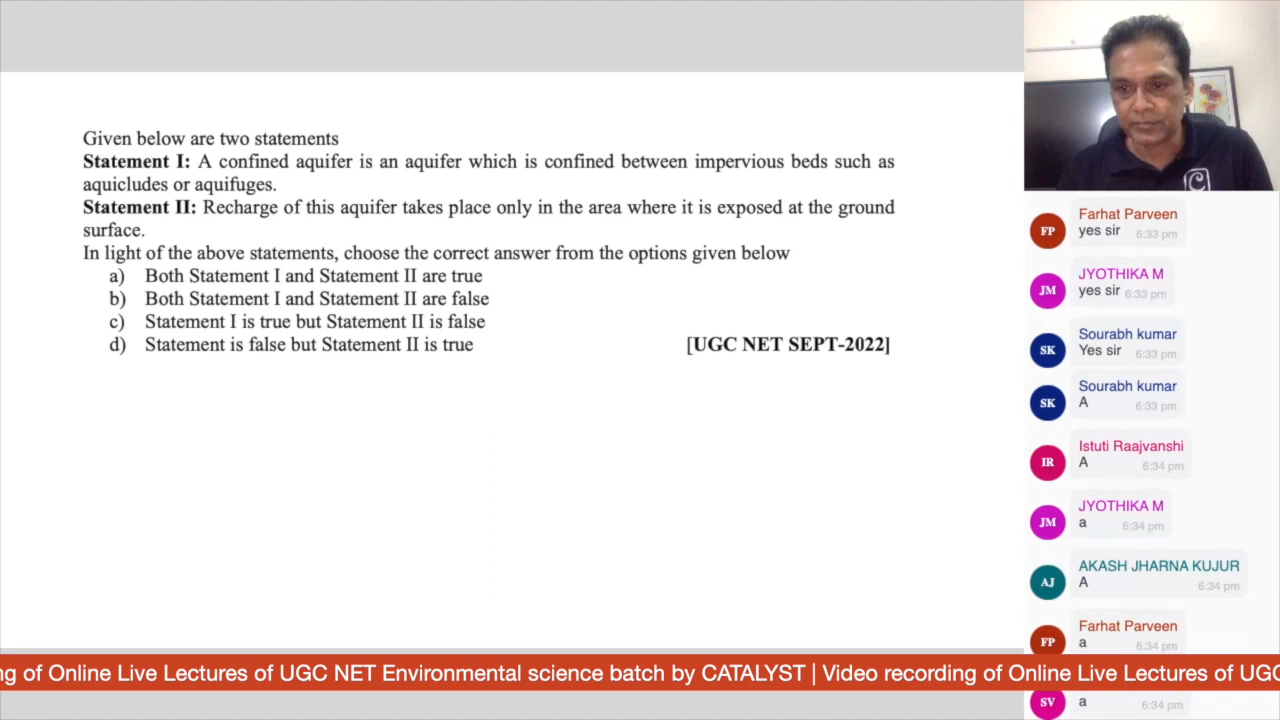 Given below are two statements
Statement I: A confined aquifer is an aquifer which is confined between impervious beds such as
aquicludes or aquifuges.
Statement II: Recharge of this aquifer takes place only in the area where it is exposed at the ground
surface.
In light of the above statements, choose the correct answer from the options given below
a) Both Statement I and Statement II are true
b) Both Statement I and Statement II are false
c) Statement I is true but Statement II is false
d) Statement is false but Statement II is true [UGC NET SEPT-2022]
FP Farhat Parveen
yes sir 6:33 pm
JM JYOTHIKA M
yes sir 6:33 pm
SK Sourabh kumar
Yes sir 6:33 pm
SK Sourabh kumar
A 6:33 pm
IR Istuti Raajvanshi
A 6:34 pm
JM JYOTHIKA M
a 6:34 pm
AJ AKASH JHARNA KUJUR
A 6:34 pm
FP Farhat Parveen
a 6:34 pm
ng of Online Live Lectures of UGC NET Environmental science batch by CATALYST | Video recording of Online Live Lectures of UGC
SV a 6:34 pm